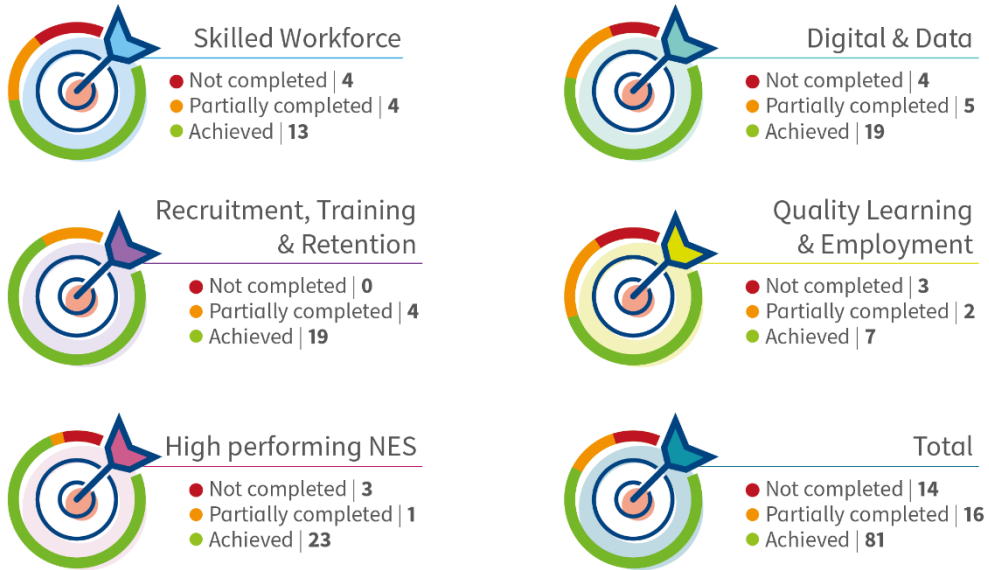 Skilled Workforce
Not completed | 4
Partially completed | 4
Achieved | 13
Digital & Data
Not completed | 4
Partially completed | 5
Achieved | 19
Recruitment, Training
& Retention
Not completed | 0
Partially completed | 4
Achieved | 19
Quality Learning
& Employment
Not completed | 3
Partially completed | 2
Achieved | 7
High performing NES
Not completed | 3
Partially completed | 1
Achieved | 23
Total
Not completed | 14
Partially completed | 16
Achieved | 81